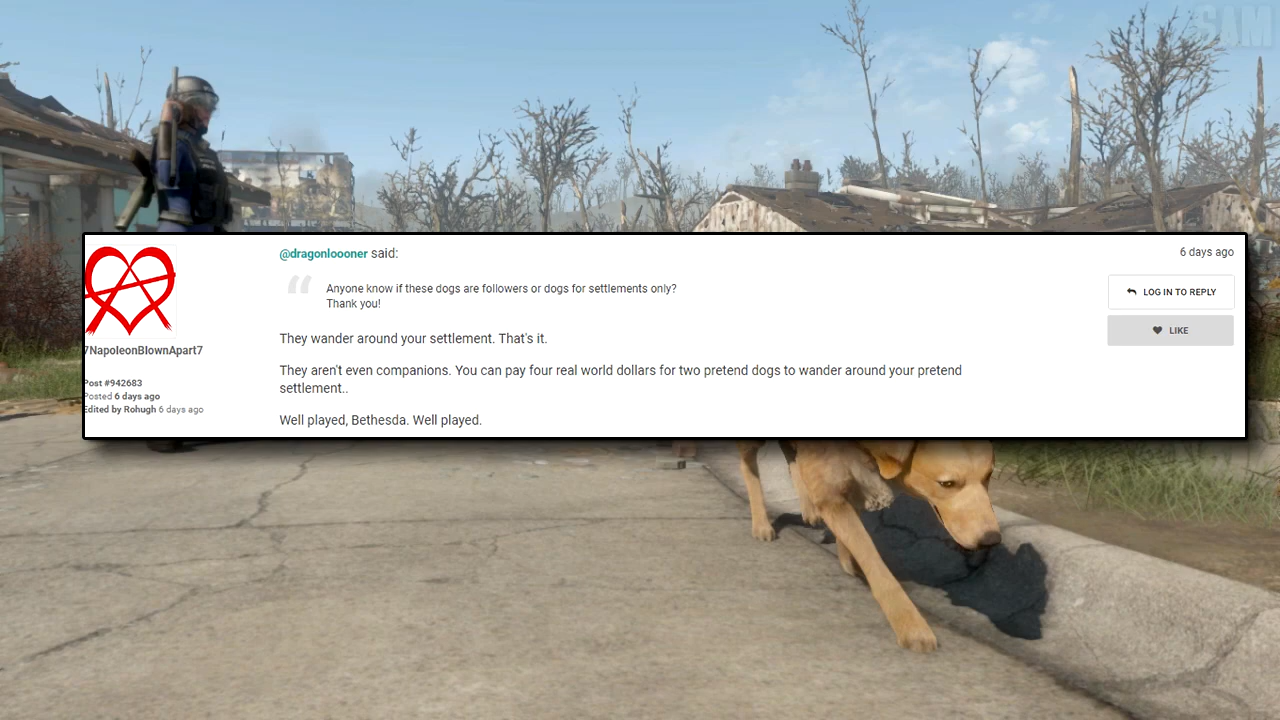 SAM
@dragonloooner said:
6 days ago
Anyone know if these dogs are followers or dogs for settlements only?
Thank you!
LOG IN TO REPLY
LIKE
They wander around your settlement. That's it.
7NapoleonBlownApart7
They aren't even companions. You can pay four real world dollars for two pretend dogs to wander around your pretend
settlement..
Post #942683
Posted 6 days ago
Edited by Rohugh 6 days ago
Well played, Bethesda. Well played.